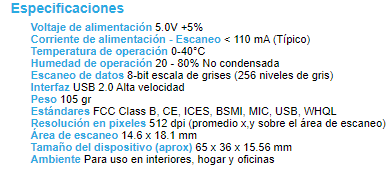 Especificaciones
Voltaje de alimentación 5.0V +5%
Corriente de alimentación - Escaneo < 110 mA (Típico)
Temperatura de operación 0-40°C
Humedad de operación 20 - 80% No condensada
Escaneo de datos 8-bit escala de grises (256 niveles de gris)
Interfaz USB 2.0 Alta velocidad
Peso 105 gr
Estándares FCC Class B, CE, ICES, BSMI, MIC, USB, WHQL
Resolución en pixeles 512 dpi (promedio x,y sobre el área de escaneo)
Área de escaneo 14.6 x 18.1 mm
Tamaño del dispositivo (aprox) 65 x 36 x 15.56 mm
Ambiente Para uso en interiores, hogar y oficinas